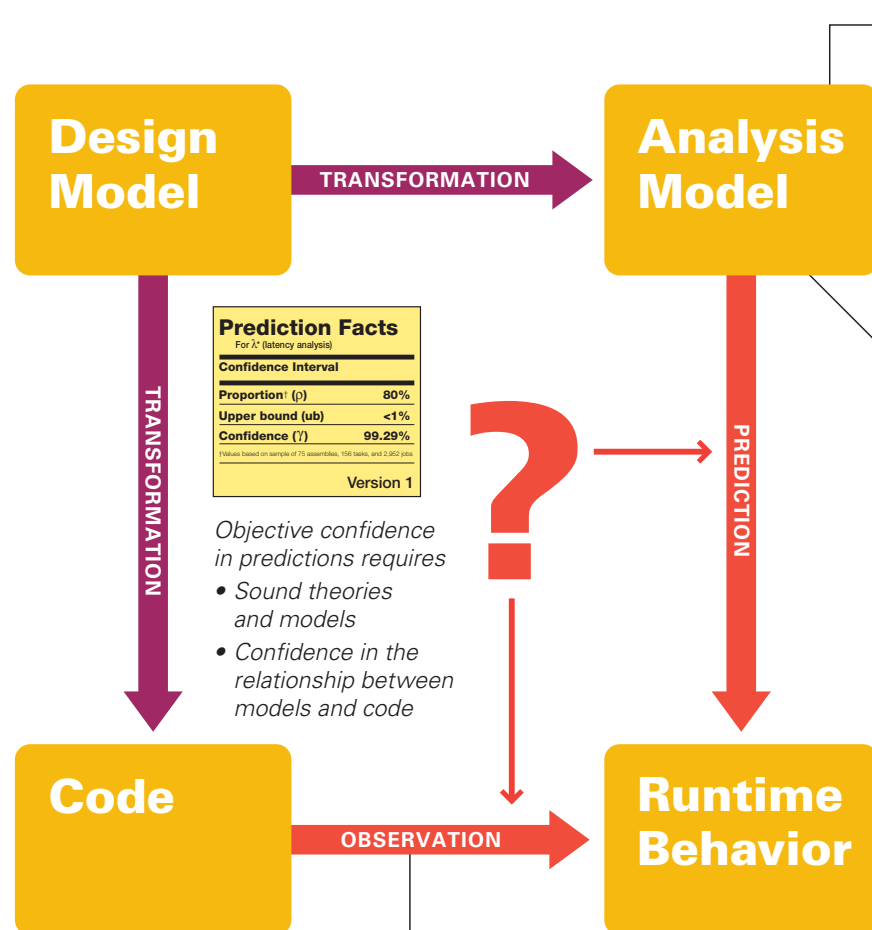 Design
Model
TRANSFORMATION
Analysis
Model
TRANSFORMATION
Prediction Facts
For λ* (latency analysis)
Confidence Interval
Proportion† (ρ) 80%
Upper bound (ub) <1%
Confidence (γ) 99.29%
†Values based on sample of 75 assemblies, 156 tasks, and 2,952 jobs
Version 1
?
PREDICTION
Objective confidence
in predictions requires
• Sound theories
and models
• Confidence in the
relationship between
models and code
Code
OBSERVATION
Runtime
Behavior